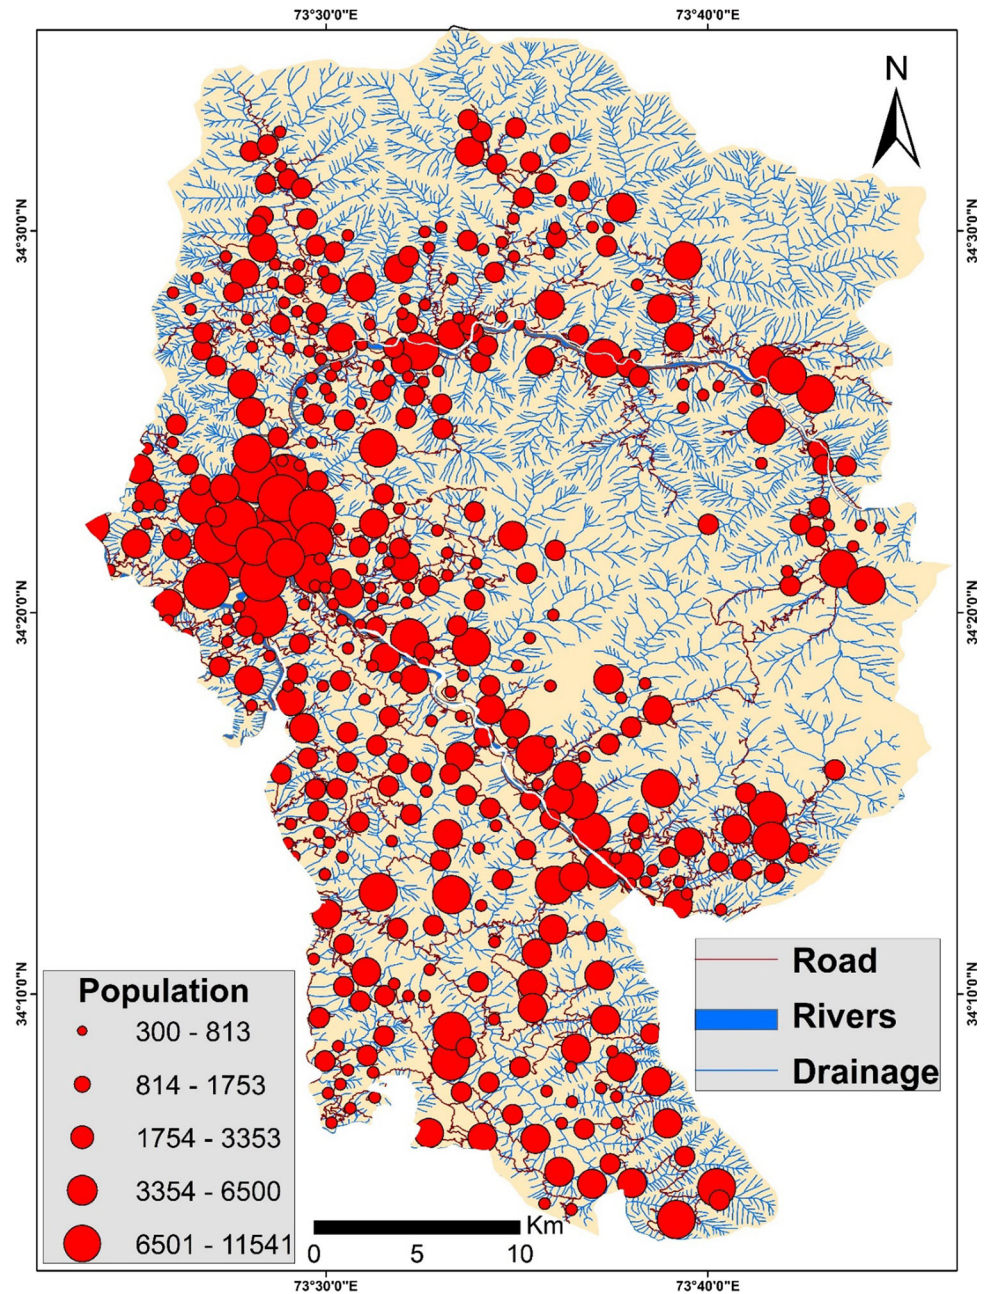 73°30'0"E 73°40'0"E
N
34°30'0"N 34°30'0"N
34°20'0"N 34°20'0"N
34°10'0"N 34°10'0"N
Population
300 - 813
814 - 1753
1754 - 3353
3354 - 6500
6501 - 11541
Road
Rivers
Drainage
Km
0 5 10
73°30'0"E 73°40'0"E